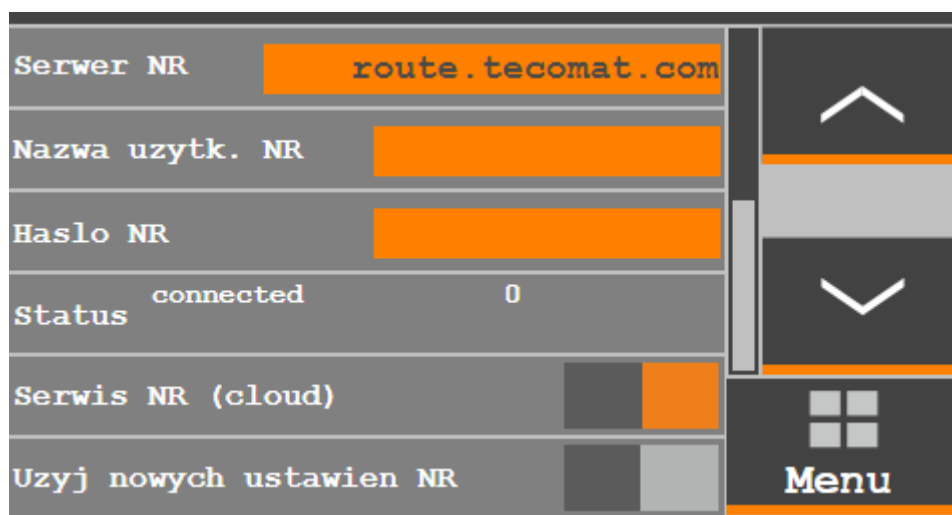 Serwer NR route.tecomat.com
Nazwa uzytk. NR
Haslo NR
Status connected 0
Serwis NR (cloud)
Uzyj nowych ustawien NR
Menu